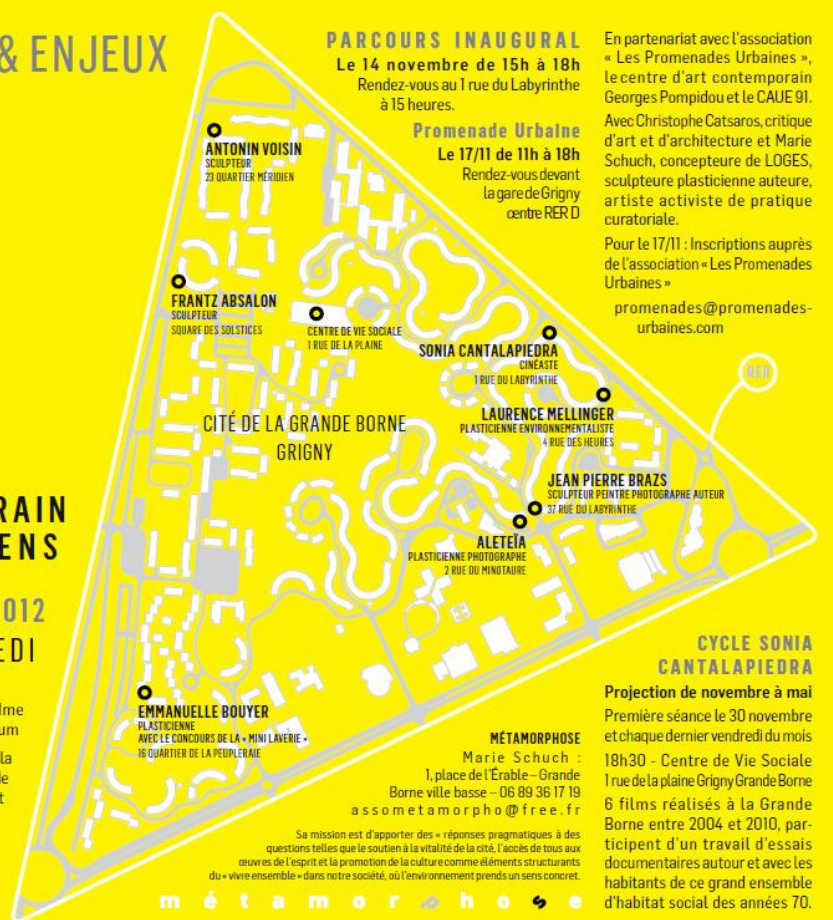 & ENJEUX
PARCOURS INAUGURAL
Le 14 novembre de 15h à 18h
Rendez-vous au 1 rue du Labyrinthe
à 15 heures.
Promenade Urbaine
Le 17/11 de 11h à 18h
Rendez-vous devant
la gare de Grigny
centre RER D
En partenariat avec l'association
« Les Promenades Urbaines »,
le centre d'art contemporain
Georges Pompidou et le CAUE 91.
Avec Christophe Catsaros, critique
d'art et d'architecture et Marie
Schuch, concepteure de LOGES,
sculpteure plasticienne auteure,
artiste activiste de pratique
curatoriale.
Pour le 17/11 : Inscriptions auprès
de l'association « Les Promenades
Urbaines »
promenades@promenades-
urbaines.com
ANTONIN VOISIN
SCULPTEUR
23 QUARTIER MÉRIDIEN
FRANTZ ABSALON
SCULPTEUR
SQUARE DES SOLSTICES
CENTRE DE VIE SOCIALE
1 RUE DE LA PLAINE
SONIA CANTALAPIEDRA
CINÉASTE
1 RUE DU LABYRINTHE
RER
LAURENCE MELLINGER
PLASTICIENNE ENVIRONNEMENTALISTE
4 RUE DES HEURES
CITÉ DE LA GRANDE BORNE
GRIGNY
JEAN PIERRE BRAZS
SCULPTEUR PEINTRE PHOTOGRAPHE AUTEUR
37 RUE DU LABYRINTHE
ALETEÏA
PLASTICIENNE PHOTOGRAPHE
2 RUE DU MINOTAURE
RAIN
ENS
012
EDI
lme
um
la
de
t
EMMANUELLE BOUYER
PLASTICIENNE
AVEC LE CONCOURS DE LA « MINI LAVERIE »
16 QUARTIER DE LA PEUPLERAIE
MÉTAMORPHOSE
Marie Schuch :
1, place de l'Érable – Grande
Borne ville basse – 06 89 36 17 19
assometamorpho@free.fr
Sa mission est d'apporter des « réponses pragmatiques à des
questions telles que le soutien à la vitalité de la cité, l'accès de tous aux
œuvres de l'esprit et la promotion de la culture comme éléments structurants
du « vivre ensemble » dans notre société, où l'environnement prends un sens concret.
métamorphose
CYCLE SONIA
CANTALAPIEDRA
Projection de novembre à mai
Première séance le 30 novembre
et chaque dernier vendredi du mois
18h30 - Centre de Vie Sociale
1 rue de la plaine Grigny Grande Borne
6 films réalisés à la Grande
Borne entre 2004 et 2010, par-
ticipent d'un travail d'essais
documentaires autour et avec les
habitants de ce grand ensemble
d'habitat social des années 70.